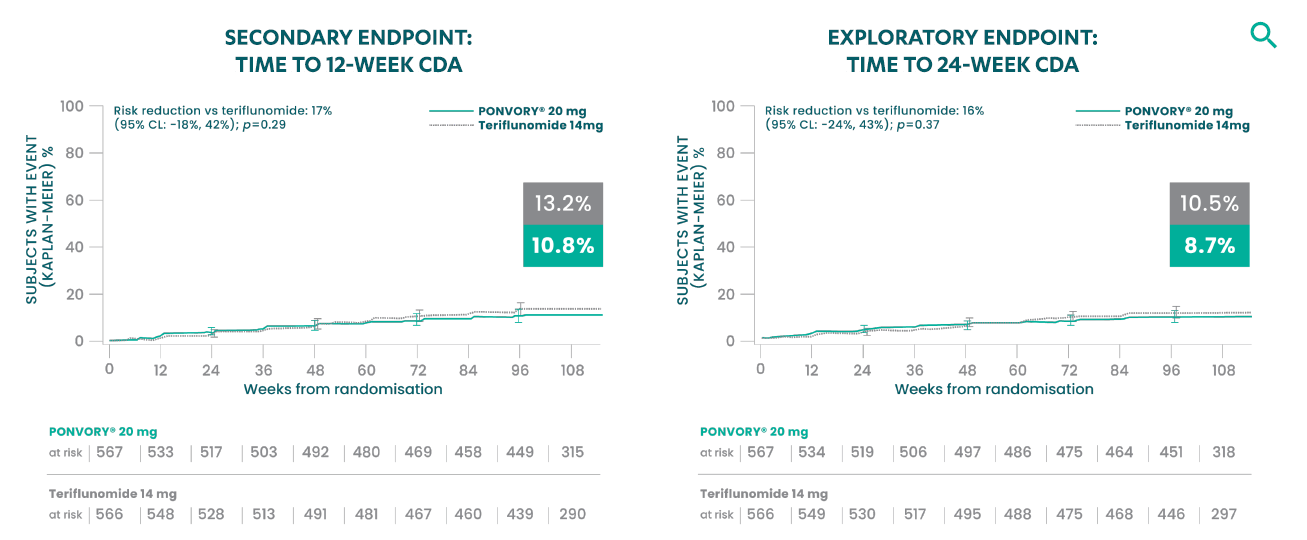 SECONDARY ENDPOINT:
TIME TO 12-WEEK CDA
Risk reduction vs teriflunomide: 17%
(95% CL: -18%, 42%); p=0.29
PONVORY® 20 mg
Teriflunomide 14mg
SUBJECTS WITH EVENT
(KAPLAN-MEIER) %
100
80
60
40
20
0
13.2%
10.8%
0 12 24 36 48 60 72 84 96 108
Weeks from randomisation
PONVORY® 20 mg
at risk 567 533 517 503 492 480 469 458 449 315
Teriflunomide 14 mg
at risk 566 548 528 513 491 481 467 460 439 290
EXPLORATORY ENDPOINT:
TIME TO 24-WEEK CDA
Risk reduction vs teriflunomide: 16%
(95% CL: -24%, 43%); p=0.37
PONVORY® 20 mg
Teriflunomide 14mg
SUBJECTS WITH EVENT
(KAPLAN-MEIER) %
100
80
60
40
20
0
10.5%
8.7%
0 12 24 36 48 60 72 84 96 108
Weeks from randomisation
PONVORY® 20 mg
at risk 567 534 519 506 497 486 475 464 451 318
Teriflunomide 14 mg
at risk 566 549 530 517 495 488 475 468 446 297